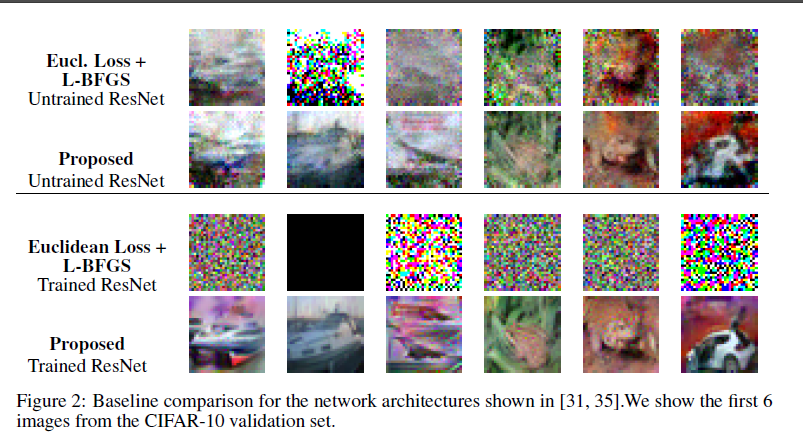 Eucl. Loss +
L-BFGS
Untrained ResNet
Proposed
Untrained ResNet
Euclidean Loss +
L-BFGS
Trained ResNet
Proposed
Trained ResNet
Figure 2: Baseline comparison for the network architectures shown in [31, 35].We show the first 6
images from the CIFAR-10 validation set.